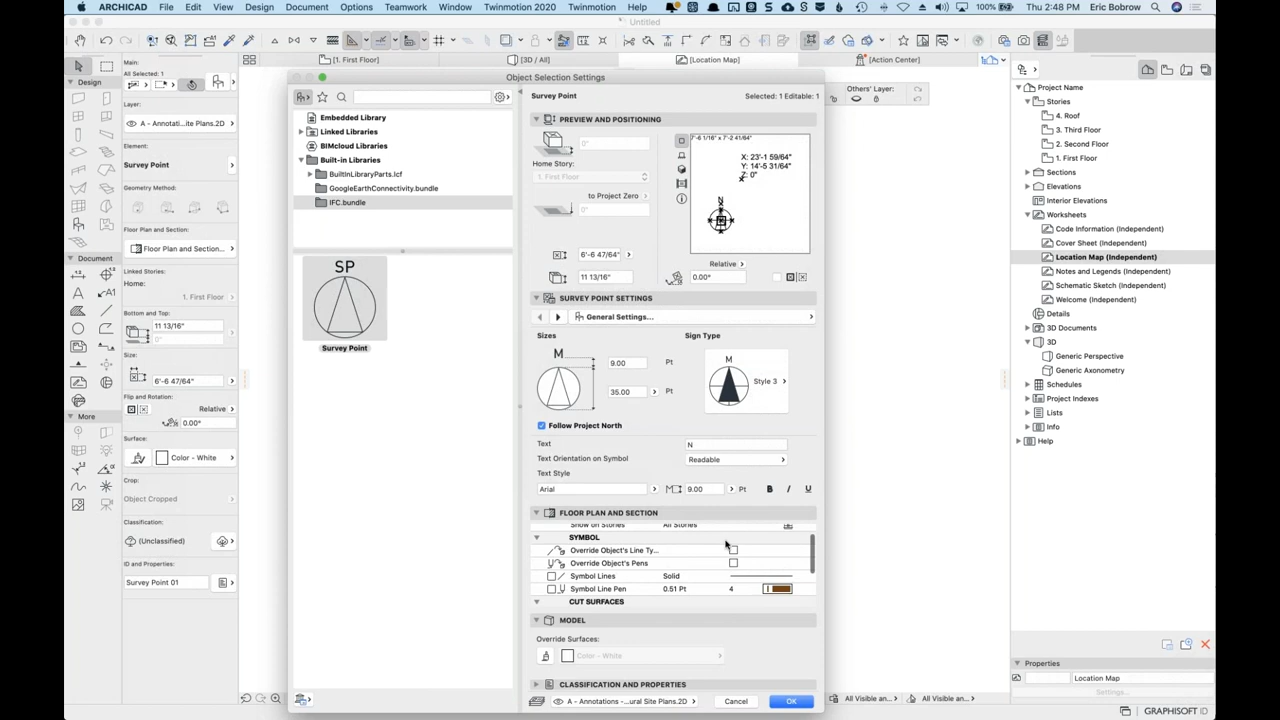 ARCHICAD File Edit View Design Document Options Teamwork Window Twinmotion 2020 Twinmotion Help 100% Thu 2:48 PM Eric Bobrow
Untitled
[1. First Floor]
[3D / All]
[Location Map]
[Action Center]
Main:
All Selected: 1
Layer:
A - Annotati...ite Plans.2D
Element:
Survey Point
Geometry Method:
Floor Plan and Section:
Floor Plan and Section...
Linked Stories:
Home:
1. First Floor
Bottom and Top:
11 13/16"
0"
Size:
6'-6 47/64"
Flip and Rotation:
Relative
0.00°
Surface:
Color - White
Crop:
Object Cropped
Classification:
(Unclassified)
ID and Properties:
Survey Point 01
Design
Document
More
Object Selection Settings
Embedded Library
Linked Libraries
BIMcloud Libraries
Built-in Libraries
BuiltInLibraryParts.lcf
GoogleEarthConnectivity.bundle
IFC.bundle
SP
Survey Point
Survey Point
Selected: 1 Editable: 1
PREVIEW AND POSITIONING
0"
Home Story:
1. First Floor
to Project Zero
0"
6'-6 47/64"
11 13/16"
7'-6 1/16" x 7'-2 41/64"
X: 23'-1 59/64"
Y: 14'-5 31/64"
Z: 0"
N
Relative
0.00°
SURVEY POINT SETTINGS
General Settings...
Sizes
Sign Type
M
9.00 Pt
35.00 Pt
M
Style 3
Follow Project North
Text
N
Text Orientation on Symbol
Readable
Text Style
Arial
9.00 Pt
B I U
FLOOR PLAN AND SECTION
Show on Stories All Stories
SYMBOL
Override Object's Line Ty...
Override Object's Pens
Symbol Lines Solid
Symbol Line Pen 0.51 Pt 4
CUT SURFACES
MODEL
Override Surfaces:
Color - White
CLASSIFICATION AND PROPERTIES
A - Annotations -...ural Site Plans.2D
Cancel
OK
Others' Layer:
All Visible an...
All Visible an...
Project Name
Stories
4. Roof
3. Third Floor
2. Second Floor
1. First Floor
Sections
Elevations
Interior Elevations
Worksheets
Code Information (Independent)
Cover Sheet (Independent)
Location Map (Independent)
Notes and Legends (Independent)
Schematic Sketch (Independent)
Welcome (Independent)
Details
3D Documents
3D
Generic Perspective
Generic Axonometry
Schedules
Project Indexes
Lists
Info
Help
Properties
Location Map
Settings...
GRAPHISOFT ID